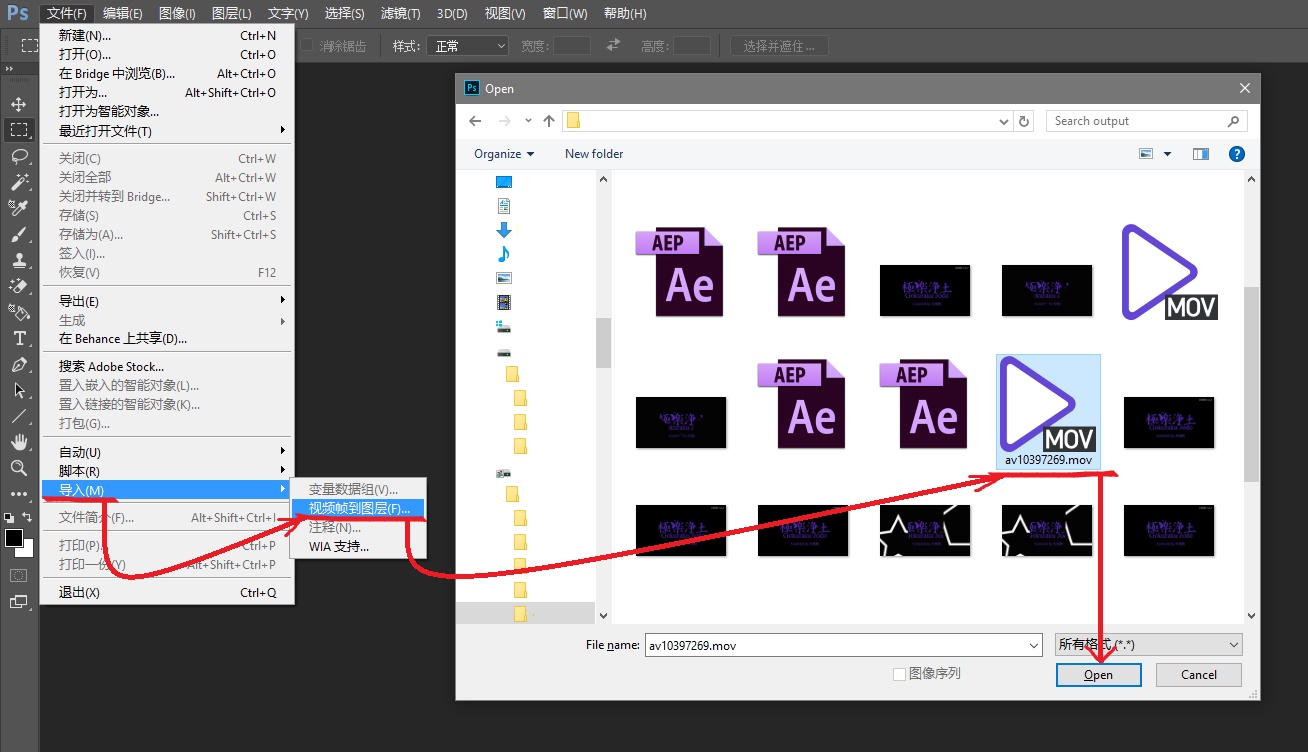 Ps 文件(F) 编辑(E) 图像(I) 图层(L) 文字(Y) 选择(S) 滤镜(T) 3D(D) 视图(V) 窗口(W) 帮助(H)
消除锯齿 样式: 正常 宽度: 高度: 选择并遮住 ...
新建(N)... Ctrl+N
打开(O)... Ctrl+O
在 Bridge 中浏览(B)... Alt+Ctrl+O
打开为... Alt+Shift+Ctrl+O
打开为智能对象...
最近打开文件(T)
关闭(C) Ctrl+W
关闭全部 Alt+Ctrl+W
关闭并转到 Bridge... Shift+Ctrl+W
存储(S) Ctrl+S
存储为(A)... Shift+Ctrl+S
签入(I)...
恢复(V) F12
导出(E)
生成
在 Behance 上共享(D)...
搜索 Adobe Stock...
置入嵌入的智能对象(L)...
置入链接的智能对象(K)...
打包(G)...
自动(U)
脚本(R)
导入(M)
文件简介(F)... Alt+Shift+Ctrl+I
打印(P)... Ctrl+P
打印一份(Y) Alt+Shift+Ctrl+P
退出(X) Ctrl+Q
变量数据组(V)...
视频帧到图层(F)...
注释(N)...
WIA 支持...
Ps Open
Search output
Organize New folder
AEP AEP
Ae Ae
極樂浄土
MOV
AEP AEP
Ae Ae
MOV
極樂浄土
av10397269.mov
File name: av10397269.mov 所有格式 (*.*)
图像序列
Open Cancel